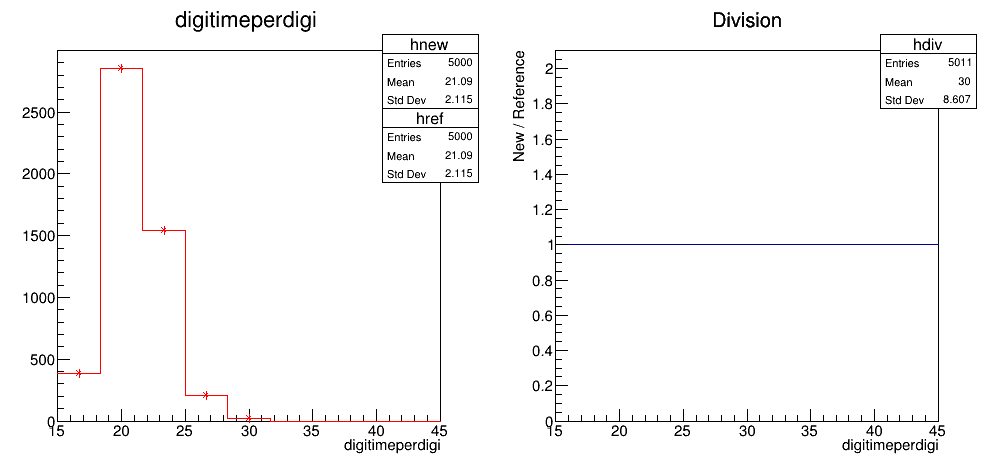 digitimeperdigi
hnew
Entries 5000
Mean 21.09
Std Dev 2.115
href
Entries 5000
Mean 21.09
Std Dev 2.115
2500
2000
1500
1000
500
0
15 20 25 30 35 40 45
digitimeperdigi
Division
hdiv
Entries 5011
Mean 30
Std Dev 8.607
New / Reference
2
1.8
1.6
1.4
1.2
1
0.8
0.6
0.4
0.2
0
15 20 25 30 35 40 45
digitimeperdigi